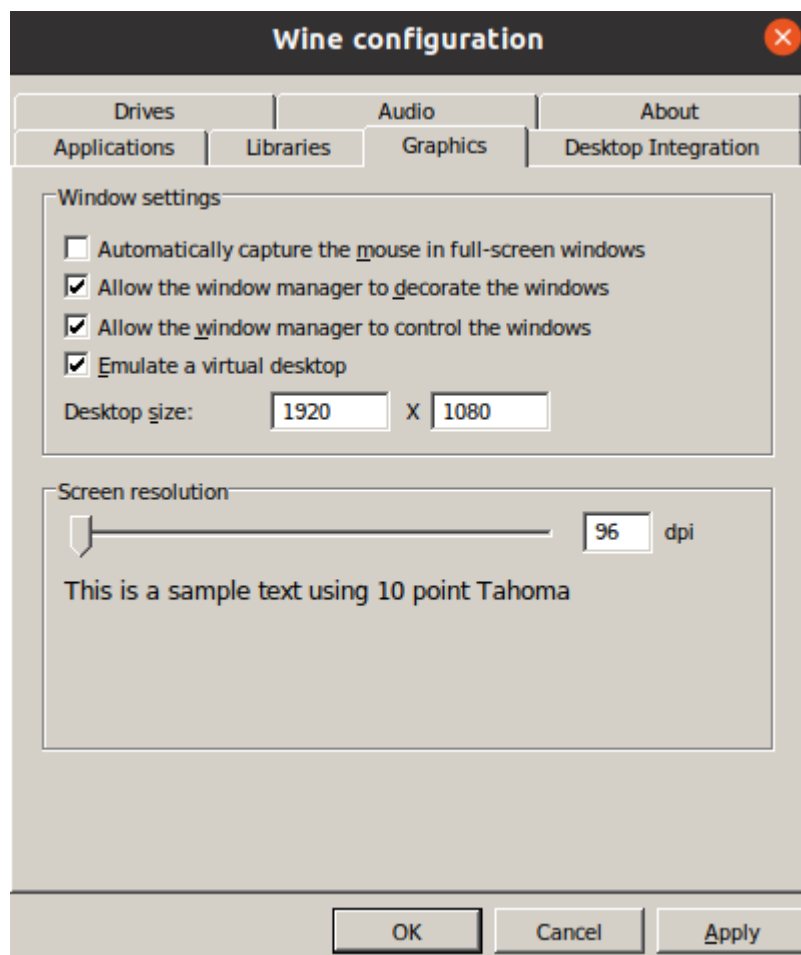 Wine configuration
Drives Audio About
Applications Libraries Graphics Desktop Integration
Window settings
Automatically capture the mouse in full-screen windows
Allow the window manager to decorate the windows
Allow the window manager to control the windows
Emulate a virtual desktop
Desktop size: 1920 X 1080
Screen resolution
96 dpi
This is a sample text using 10 point Tahoma
OK Cancel Apply